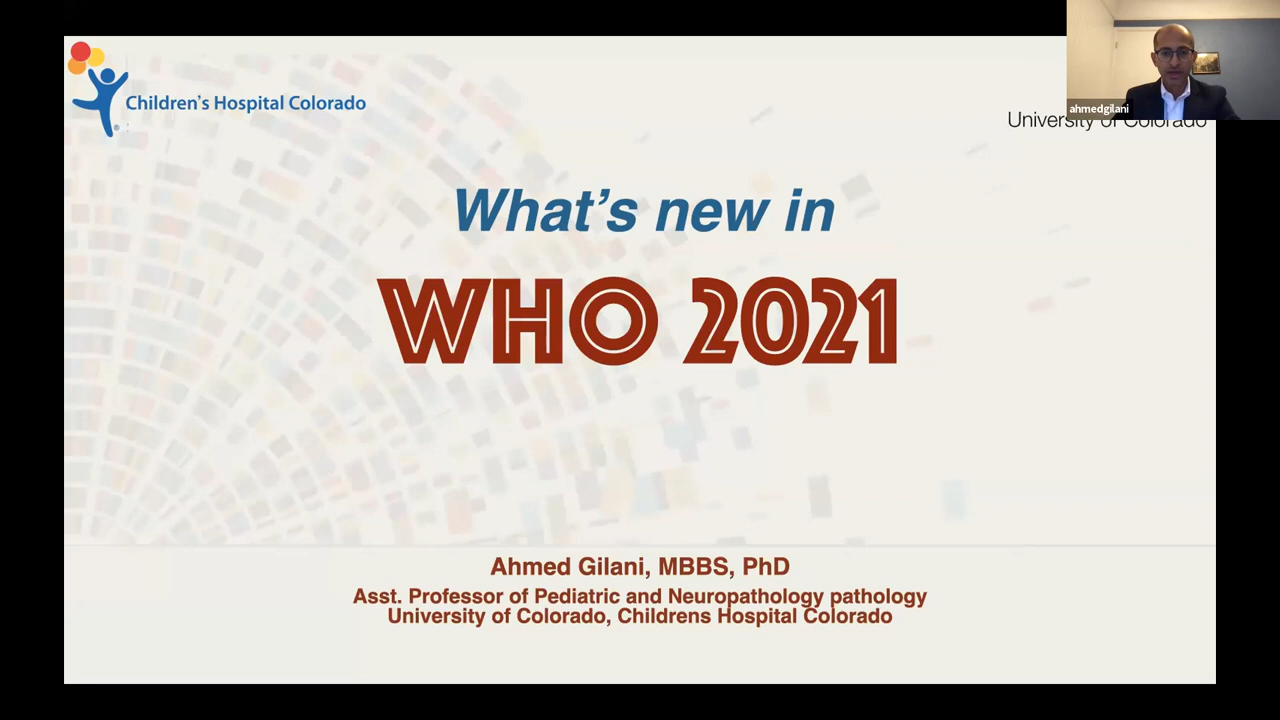 Children's Hospital Colorado
ahmedgilani
University of Colorado
What's new in
WHO 2021
Ahmed Gilani, MBBS, PhD
Asst. Professor of Pediatric and Neuropathology pathology
University of Colorado, Childrens Hospital Colorado